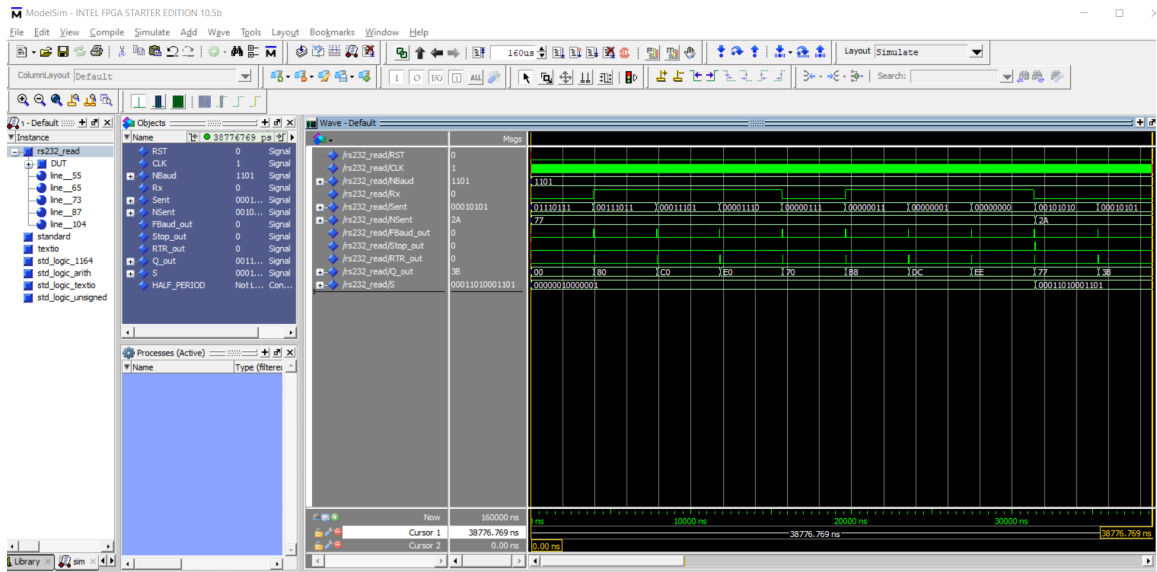 ModelSim - INTEL FPGA STARTER EDITION 10.5b
File Edit View Compile Simulate Add Wave Tools Layout Bookmarks Window Help
160us
Layout Simulate
ColumnLayout Default
ALL
Search:
- Default
Instance
rs232_read
DUT
line__55
line__65
line__73
line__87
line__104
standard
textio
std_logic_1164
std_logic_arith
std_logic_textio
std_logic_unsigned
Library
sim
Objects
Name
38776769 ps
RST 0 Signal
CLK 1 Signal
NBaud 1101 Signal
Rx 0 Signal
Sent 0001... Signal
NSent 0010... Signal
FBaud_out 0 Signal
Stop_out 0 Signal
RTR_out 0 Signal
Q_out 0011... Signal
S 0001... Signal
HALF_PERIOD Not L... Con...
Processes (Active)
Name Type (filtered
Wave - Default
Msgs
/rs232_read/RST 0
/rs232_read/CLK 1
/rs232_read/NBaud 1101 1101
/rs232_read/Rx 0
/rs232_read/Sent 00010101 01110111 00111011 00011101 00001110 00000111 00000011 00000001 00000000 00101010 00010101
/rs232_read/NSent 2A 77 2A
/rs232_read/FBaud_out 0
/rs232_read/Stop_out 0
/rs232_read/RTR_out 0
/rs232_read/Q_out 3B 00 80 C0 E0 70 B8 DC EE 77 3B
/rs232_read/S 00011010001101 00000010000001 00011010001101
Now 160000 ns ns 10000 ns 20000 ns 30000 ns
Cursor 1 38776.769 ns 38776.769 ns 38776.769 ns
Cursor 2 0.00 ns 0.00 ns